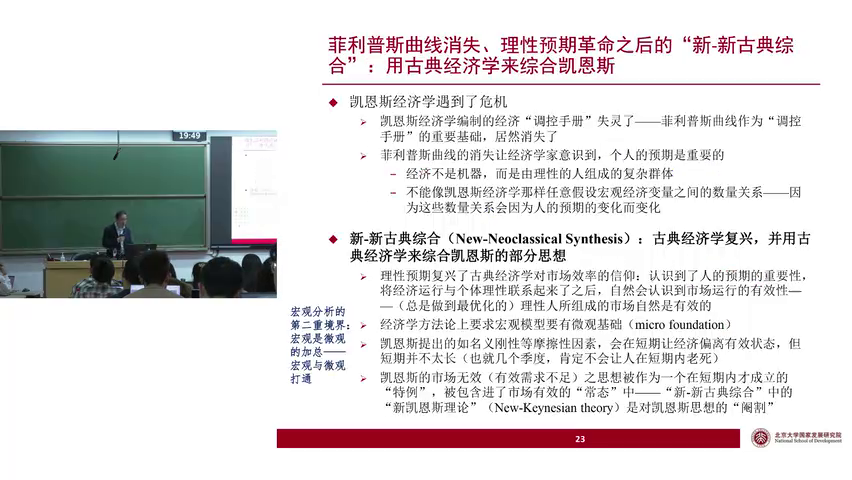 菲利普斯曲线消失、理性预期革命之后的“新-新古典综
合”：用古典经济学来综合凯恩斯
凯恩斯经济学遇到了危机
凯恩斯经济学编制的经济“调控手册”失灵了——菲利普斯曲线作为“调控
手册”的重要基础，居然消失了
菲利普斯曲线的消失让经济学家意识到，个人的预期是重要的
经济不是机器，而是由理性的人组成的复杂群体
不能像凯恩斯经济学那样任意假设宏观经济变量之间的数量关系——因
为这些数量关系会因为人的预期的变化而变化
新-新古典综合（New-Neoclassical Synthesis）：古典经济学复兴，并用古
典经济学来综合凯恩斯的部分思想
理性预期复兴了古典经济学对市场效率的信仰：认识到了人的预期的重要性，
将经济运行与个体理性联系起来了之后，自然会认识到市场运行的有效性—
—（总是做到最优化的）理性人所组成的市场自然是有效的
经济学方法论上要求宏观模型要有微观基础（micro foundation）
凯恩斯提出的如名义刚性等摩擦性因素，会在短期让经济偏离有效状态，但
短期并不太长（也就几个季度，肯定不会让人在短期内老死）
凯恩斯的市场无效（有效需求不足）之思想被作为一个在短期内才成立的
“特例”，被包含进了市场有效的“常态”中——“新-新古典综合”中的
“新凯恩斯理论”（New-Keynesian theory）是对凯恩斯思想的“阉割”
宏观分析的
第二重境界：
宏观是微观
的加总——
宏观与微观
打通
19:49
23
北京大学国家发展研究院
National School of Development